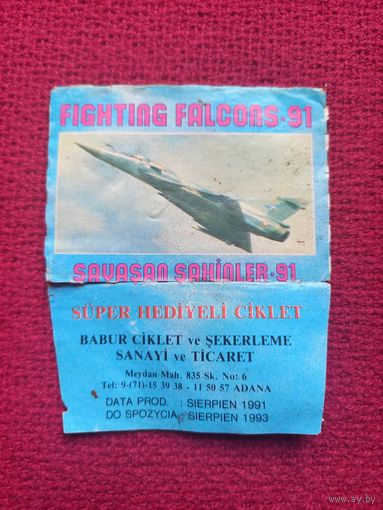 FIGHTING FALCONS-91
SAVAŞAN ŞAHİNLER-91
SÜPER HEDİYELİ CİKLET
BABUR CİKLET ve ŞEKERLEME
SANAYİ ve TİCARET
Meydan Mah. 835 Sk. No: 6
Tel: 9-(71)-15 39 38 - 11 50 57 ADANA
DATA PROD. : SIERPIEN 1991
DO SPOZYCIA : SIERPIEN 1993
www.ay.by